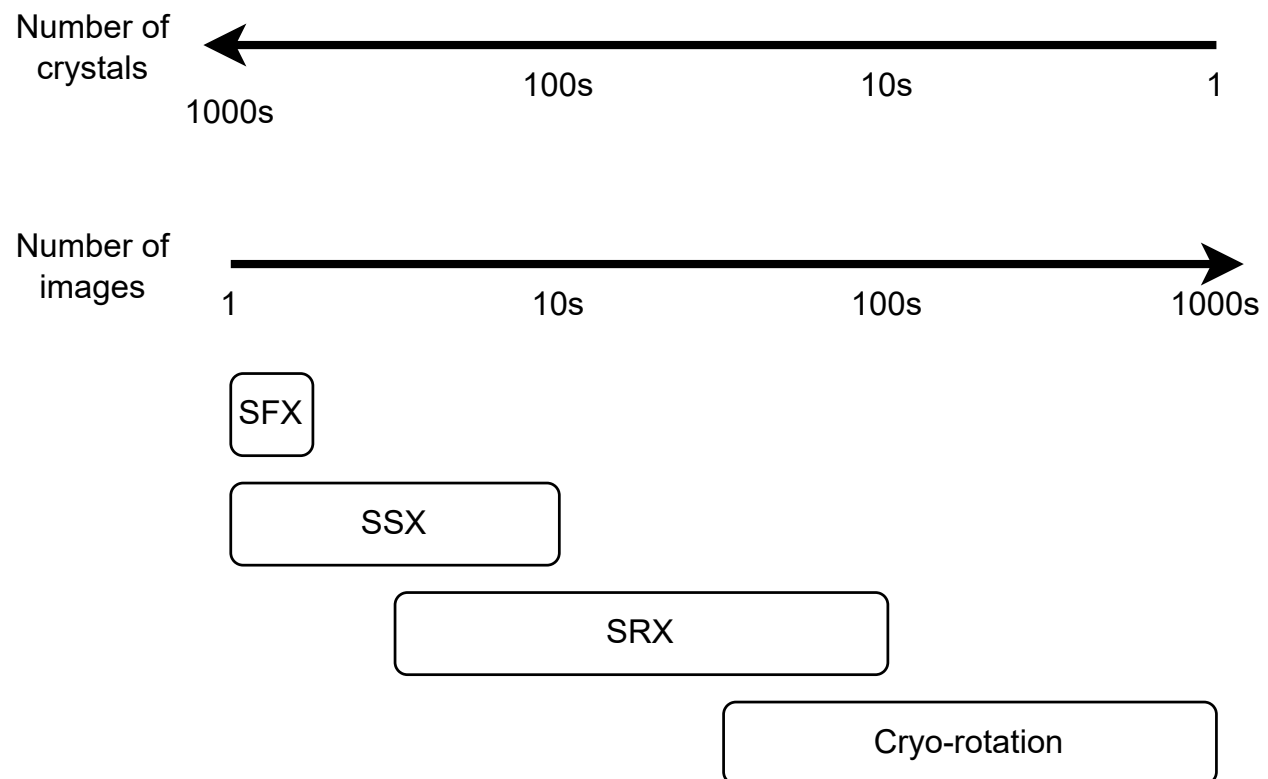 Number of
crystals
1000s
100s
10s
1
Number of
images
1
10s
100s
1000s
SFX
SSX
SRX
Cryo-rotation